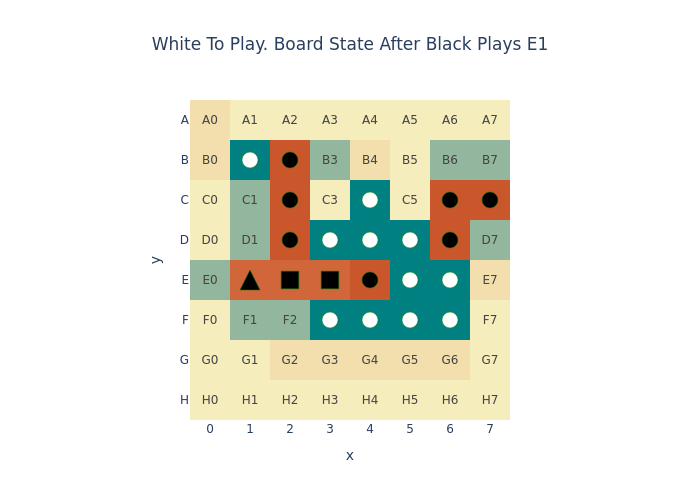 White To Play. Board State After Black Plays E1
A A0 A1 A2 A3 A4 A5 A6 A7
B B0 B3 B4 B5 B6 B7
C C0 C1 C3 C5
D D0 D1 D7
y
E E0 E7
F F0 F1 F2 F7
G G0 G1 G2 G3 G4 G5 G6 G7
H H0 H1 H2 H3 H4 H5 H6 H7
0 1 2 3 4 5 6 7
x